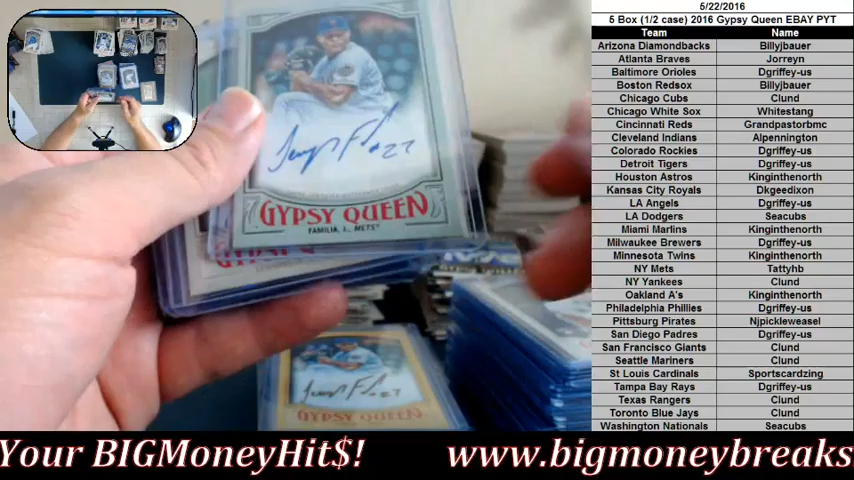 5/22/2016
5 Box (1/2 case) 2016 Gypsy Queen EBAY PYT
Team Name
Arizona Diamondbacks Billyjbauer
Atlanta Braves Jorreyn
Baltimore Orioles Dgriffey-us
Boston Redsox Billyjbauer
Chicago Cubs Clund
Chicago White Sox Whitestang
Cincinnati Reds Grandpastorbmc
Cleveland Indians Alpennington
Colorado Rockies Dgriffey-us
Detroit Tigers Dgriffey-us
Houston Astros Kinginthenorth
Kansas City Royals Dkgeedixon
LA Angels Dgriffey-us
LA Dodgers Seacubs
Miami Marlins Kinginthenorth
Milwaukee Brewers Dgriffey-us
Minnesota Twins Kinginthenorth
NY Mets Tattyhb
NY Yankees Clund
Oakland A's Kinginthenorth
Philadelphia Phillies Dgriffey-us
Pittsburg Pirates Njpickleweasel
San Diego Padres Dgriffey-us
San Francisco Giants Clund
Seattle Mariners Clund
St Louis Cardinals Sportscardzing
Tampa Bay Rays Dgriffey-us
Texas Rangers Clund
Toronto Blue Jays Clund
Washington Nationals Seacubs
#27
GYPSY QUEEN
FAMILIA, J., METS
27
GYPSY QUEEN
Your BIGMoneyHit$! www.bigmoneybreaks